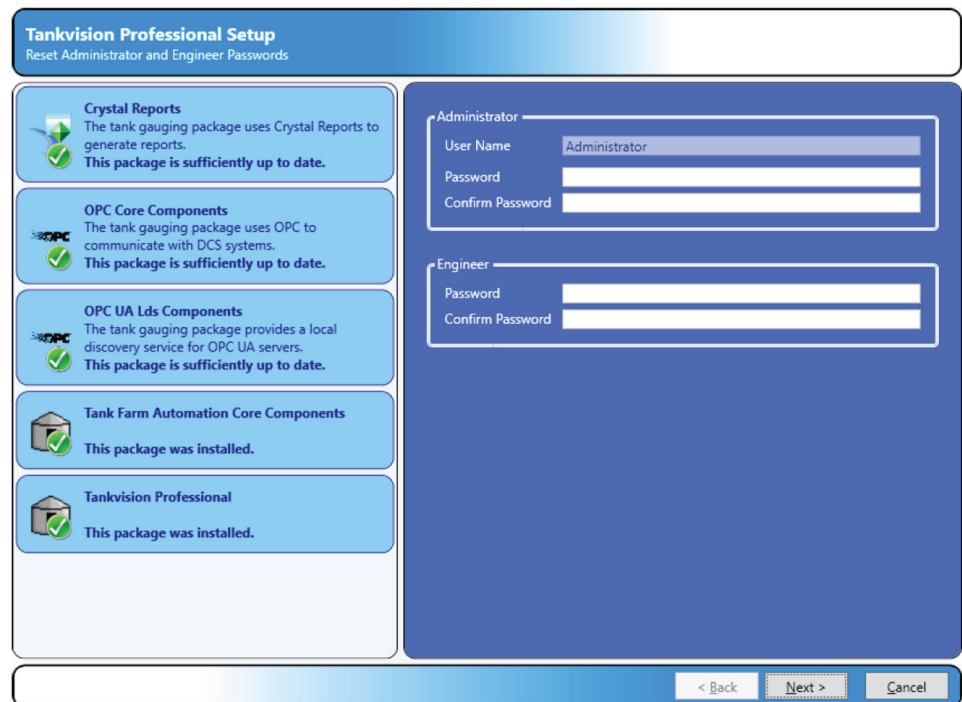 Tankvision Professional Setup
Reset Administrator and Engineer Passwords
Crystal Reports
The tank gauging package uses Crystal Reports to
generate reports.
This package is sufficiently up to date.
OPC
OPC Core Components
The tank gauging package uses OPC to
communicate with DCS systems.
This package is sufficiently up to date.
OPC
OPC UA Lds Components
The tank gauging package provides a local
discovery service for OPC UA servers.
This package is sufficiently up to date.
Tank Farm Automation Core Components
This package was installed.
Tankvision Professional
This package was installed.
Administrator
User Name Administrator
Password
Confirm Password
Engineer
Password
Confirm Password
< Back Next > Cancel